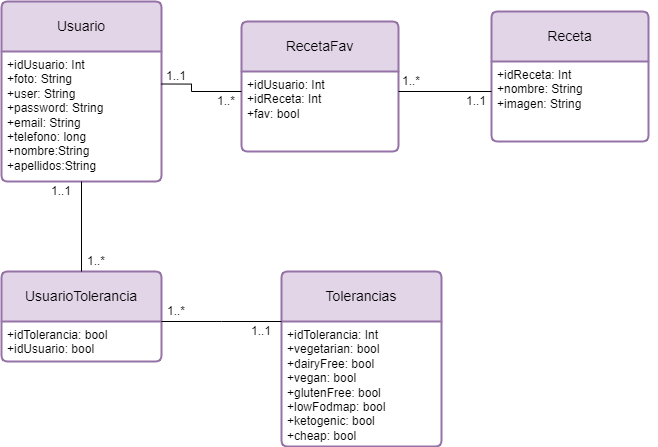 Usuario
+idUsuario: Int
+foto: String
+user: String
+password: String
+email: String
+telefono: long
+nombre:String
+apellidos:String
1..1
1..*
RecetaFav
+idUsuario: Int
+idReceta: Int
+fav: bool
1..*
1..1
Receta
+idReceta: Int
+nombre: String
+imagen: String
1..1
1..*
UsuarioTolerancia
+idTolerancia: bool
+idUsuario: bool
1..*
1..1
Tolerancias
+idTolerancia: Int
+vegetarian: bool
+dairyFree: bool
+vegan: bool
+glutenFree: bool
+lowFodmap: bool
+ketogenic: bool
+cheap: bool